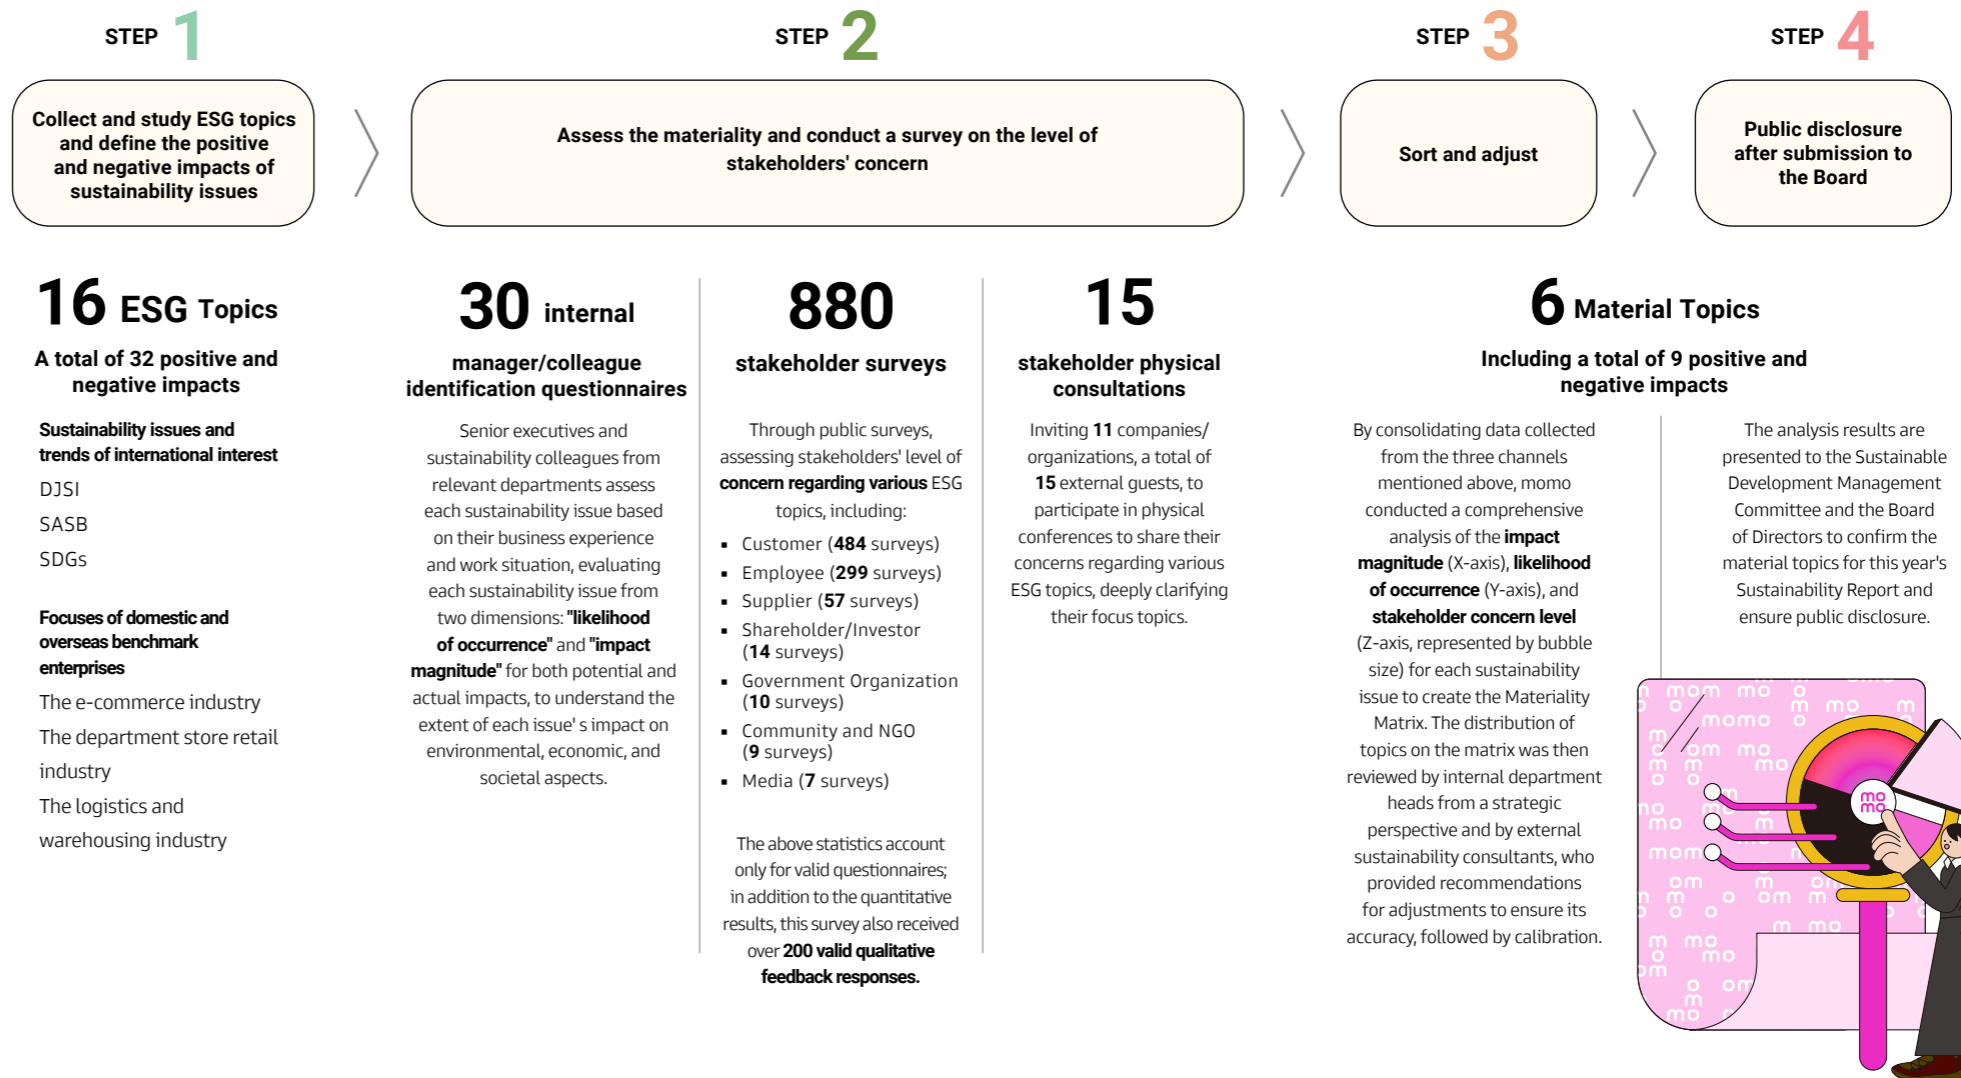 STEP 1
Collect and study ESG topics
and define the positive
and negative impacts of
sustainability issues
16 ESG Topics
A total of 32 positive and
negative impacts
Sustainability issues and
trends of international interest
DJSI
SASB
SDGs
Focuses of domestic and
overseas benchmark
enterprises
The e-commerce industry
The department store retail
industry
The logistics and
warehousing industry
STEP 2
Assess the materiality and conduct a survey on the level of
stakeholders' concern
30 internal
manager/colleague
identification questionnaires
Senior executives and
sustainability colleagues from
relevant departments assess
each sustainability issue based
on their business experience
and work situation, evaluating
each sustainability issue from
two dimensions: "likelihood
of occurrence" and "impact
magnitude" for both potential and
actual impacts, to understand the
extent of each issue' s impact on
environmental, economic, and
societal aspects.
880
stakeholder surveys
Through public surveys,
assessing stakeholders' level of
concern regarding various ESG
topics, including:
▪ Customer (484 surveys)
▪ Employee (299 surveys)
▪ Supplier (57 surveys)
▪ Shareholder/Investor
(14 surveys)
▪ Government Organization
(10 surveys)
▪ Community and NGO
(9 surveys)
▪ Media (7 surveys)
The above statistics account
only for valid questionnaires;
in addition to the quantitative
results, this survey also received
over 200 valid qualitative
feedback responses.
15
stakeholder physical
consultations
Inviting 11 companies/
organizations, a total of
15 external guests, to
participate in physical
conferences to share their
concerns regarding various
ESG topics, deeply clarifying
their focus topics.
STEP 3
Sort and adjust
STEP 4
Public disclosure
after submission to
the Board
6 Material Topics
Including a total of 9 positive and
negative impacts
By consolidating data collected
from the three channels
mentioned above, momo
conducted a comprehensive
analysis of the impact
magnitude (X-axis), likelihood
of occurrence (Y-axis), and
stakeholder concern level
(Z-axis, represented by bubble
size) for each sustainability
issue to create the Materiality
Matrix. The distribution of
topics on the matrix was then
reviewed by internal department
heads from a strategic
perspective and by external
sustainability consultants, who
provided recommendations
for adjustments to ensure its
accuracy, followed by calibration.
The analysis results are
presented to the Sustainable
Development Management
Committee and the Board
of Directors to confirm the
material topics for this year's
Sustainability Report and
ensure public disclosure.
mo
mo